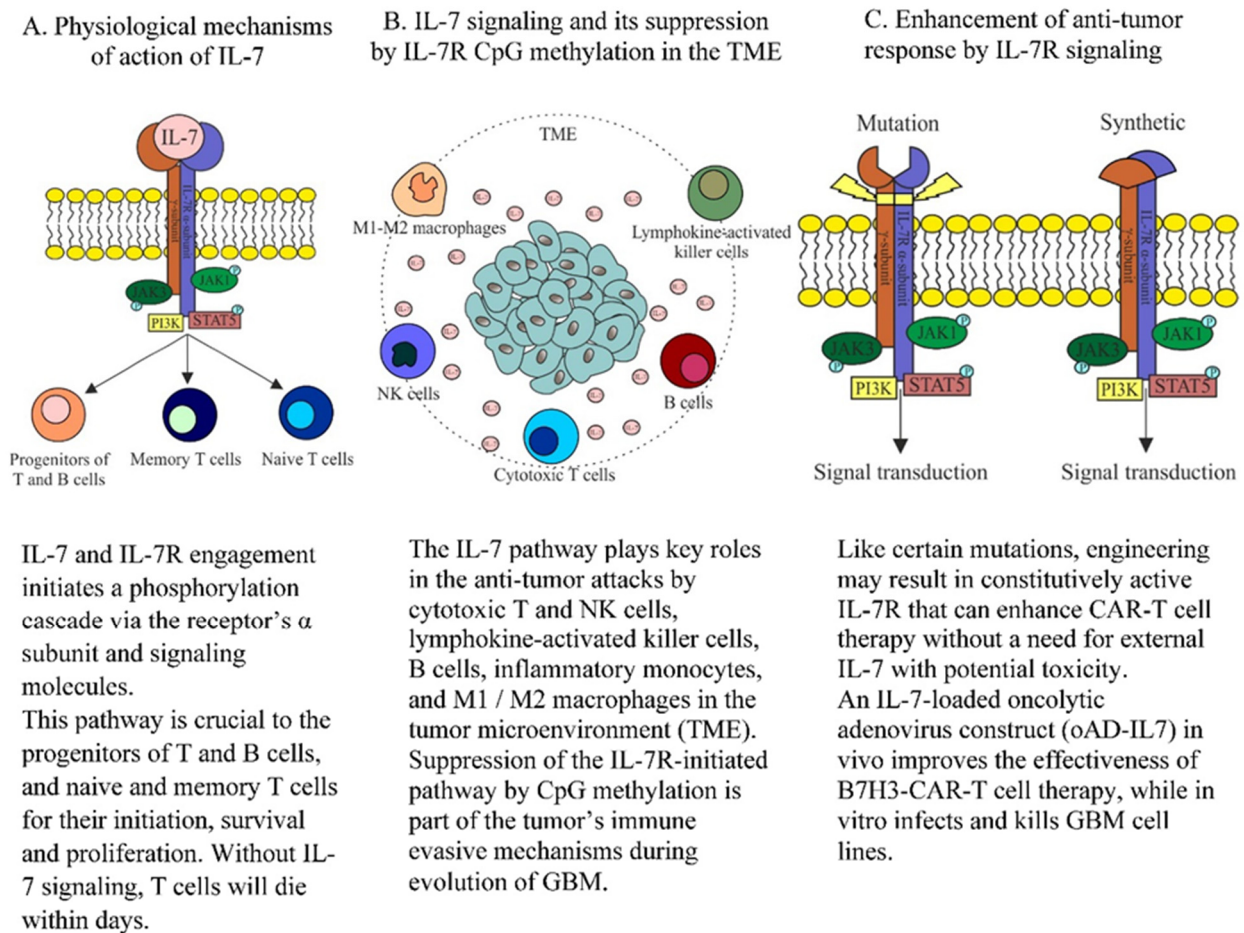 A. Physiological mechanisms
of action of IL-7
IL-7
γ-subunit
IL-7R α-subunit
JAK3
JAK1
P
P
P
PI3K
STAT5
Progenitors of
T and B cells
Memory T cells
Naive T cells
IL-7 and IL-7R engagement
initiates a phosphorylation
cascade via the receptor's α
subunit and signaling
molecules.
This pathway is crucial to the
progenitors of T and B cells,
and naive and memory T cells
for their initiation, survival
and proliferation. Without IL-
7 signaling, T cells will die
within days.
B. IL-7 signaling and its suppression
by IL-7R CpG methylation in the TME
TME
M1-M2 macrophages
Lymphokine-activated
killer cells
NK cells
B cells
Cytotoxic T cells
The IL-7 pathway plays key roles
in the anti-tumor attacks by
cytotoxic T and NK cells,
lymphokine-activated killer cells,
B cells, inflammatory monocytes,
and M1 / M2 macrophages in the
tumor microenvironment (TME).
Suppression of the IL-7R-initiated
pathway by CpG methylation is
part of the tumor's immune
evasive mechanisms during
evolution of GBM.
C. Enhancement of anti-tumor
response by IL-7R signaling
Mutation
γ-subunit
IL-7R α-subunit
JAK3
JAK1
P
P
P
PI3K
STAT5
Signal transduction
Synthetic
γ-subunit
IL-7R α-subunit
JAK3
JAK1
P
P
P
PI3K
STAT5
Signal transduction
Like certain mutations, engineering
may result in constitutively active
IL-7R that can enhance CAR-T cell
therapy without a need for external
IL-7 with potential toxicity.
An IL-7-loaded oncolytic
adenovirus construct (oAD-IL7) in
vivo improves the effectiveness of
B7H3-CAR-T cell therapy, while in
vitro infects and kills GBM cell
lines.